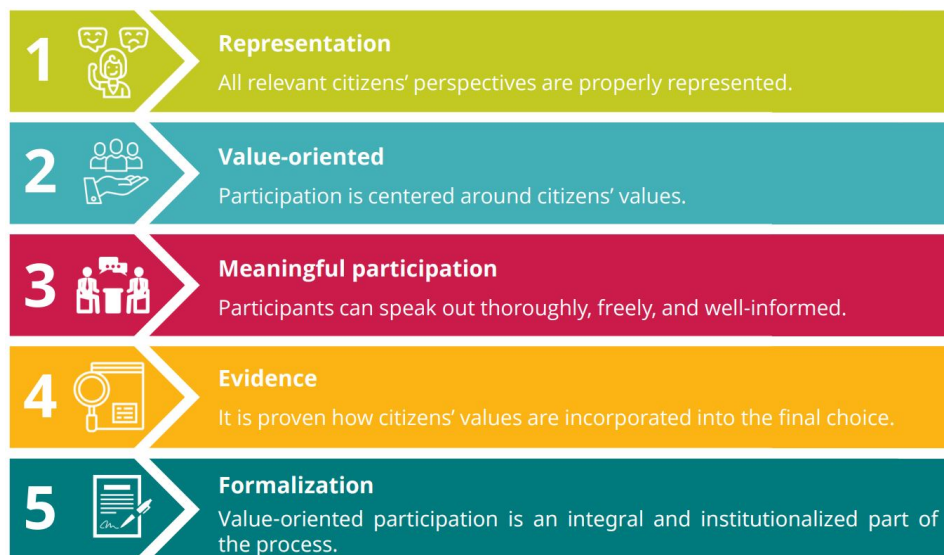 1
Representation
All relevant citizens’ perspectives are properly represented.
2
Value-oriented
Participation is centered around citizens’ values.
3
Meaningful participation
Participants can speak out thoroughly, freely, and well-informed.
4
Evidence
It is proven how citizens’ values are incorporated into the final choice.
5
Formalization
Value-oriented participation is an integral and institutionalized part of
the process.